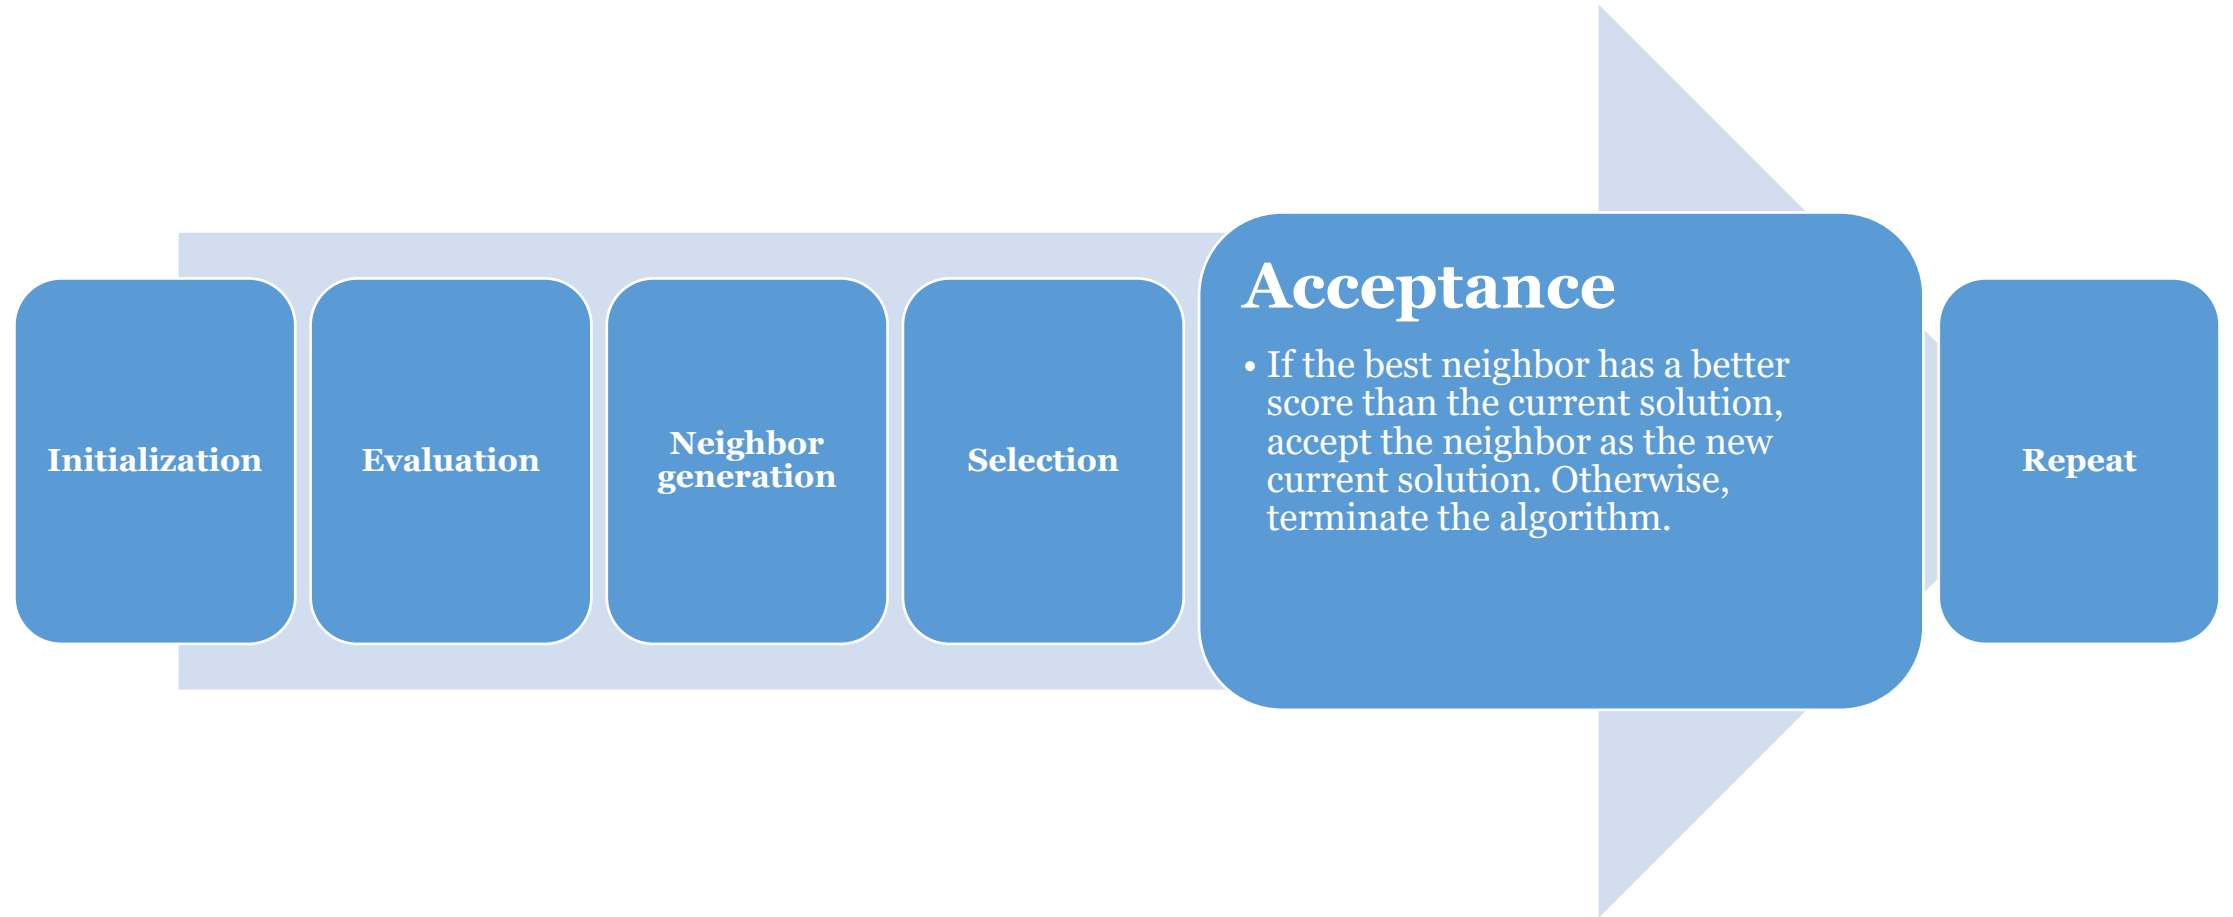 Initialization
Evaluation
Neighbor
generation
Selection
Acceptance
• If the best neighbor has a better
score than the current solution,
accept the neighbor as the new
current solution. Otherwise,
terminate the algorithm.
Repeat